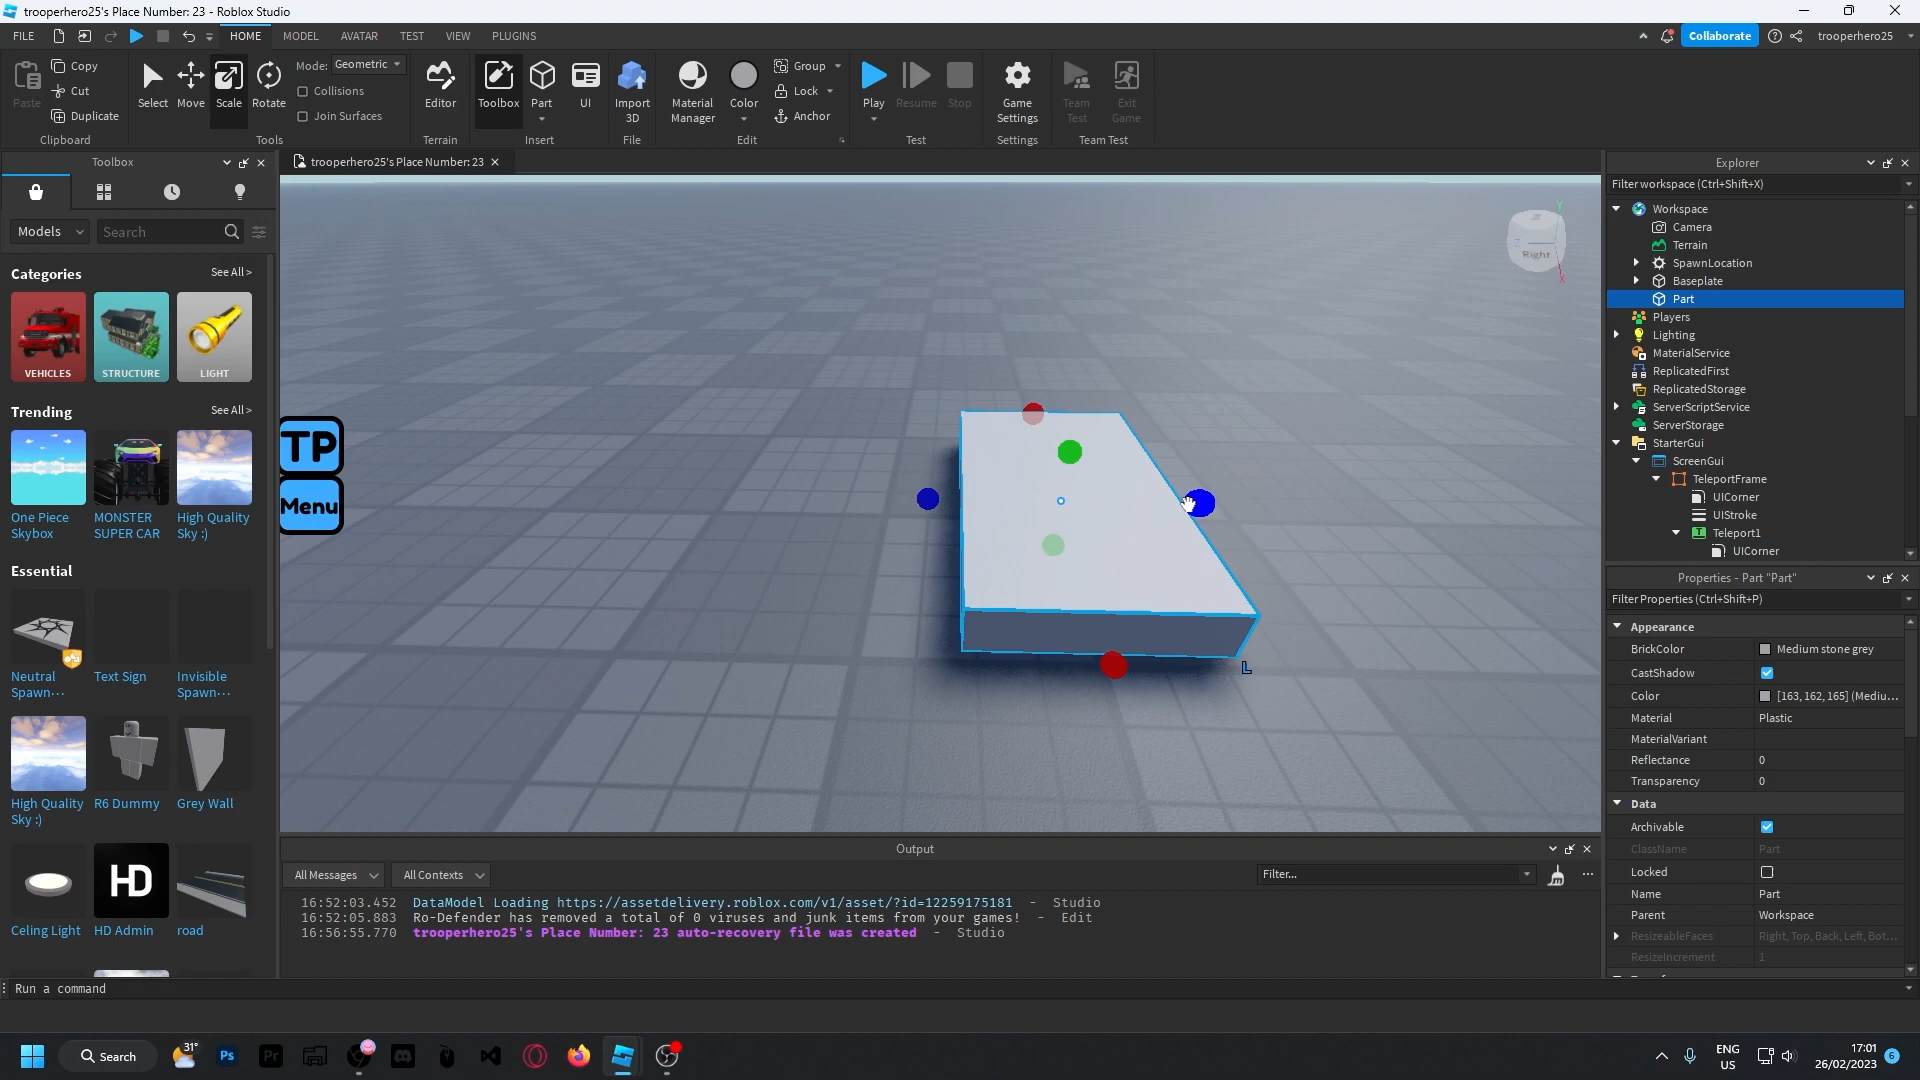 trooperhero25's Place Number: 23 - Roblox Studio
FILE HOME MODEL AVATAR TEST VIEW PLUGINS Collaborate trooperhero25
Paste Copy Cut Duplicate Clipboard
Select Move Scale Rotate Mode: Geometric Collisions Join Surfaces Tools
Editor Terrain
Toolbox Part UI Insert
Import 3D File
Material Manager Color Group Lock Anchor Edit
Play Resume Stop Test
Game Settings Settings
Team Test Exit Game Team Test
Toolbox
Models Search
Categories See All >
VEHICLES STRUCTURE LIGHT
Trending See All >
One Piece Skybox
MONSTER SUPER CAR
High Quality Sky :)
Essential
Neutral Spawn...
Text Sign
Invisible Spawn...
High Quality Sky :)
R6 Dummy
Grey Wall
HD
Celing Light
HD Admin
road
trooperhero25's Place Number: 23
TP
Menu
Y
Z
Right
X
L
Output
All Messages All Contexts Filter...
16:52:03.452 DataModel Loading https://assetdelivery.roblox.com/v1/asset/?id=12259175181 - Studio
16:52:05.883 Ro-Defender has removed a total of 0 viruses and junk items from your games! - Edit
16:56:55.770 trooperhero25's Place Number: 23 auto-recovery file was created - Studio
Explorer
Filter workspace (Ctrl+Shift+X)
Workspace
Camera
Terrain
SpawnLocation
Baseplate
Part
Players
Lighting
MaterialService
ReplicatedFirst
ReplicatedStorage
ServerScriptService
ServerStorage
StarterGui
ScreenGui
TeleportFrame
UICorner
UIStroke
Teleport1
UICorner
Properties - Part "Part"
Filter Properties (Ctrl+Shift+P)
Appearance
BrickColor Medium stone grey
CastShadow
Color [163, 162, 165] (Mediu...
Material Plastic
MaterialVariant
Reflectance 0
Transparency 0
Data
Archivable
ClassName Part
Locked
Name Part
Parent Workspace
ResizeableFaces Right, Top, Back, Left, Bot...
ResizeIncrement 1
Run a command
Search 31° Ps Pr
ENG US
17:01
26/02/2023 6